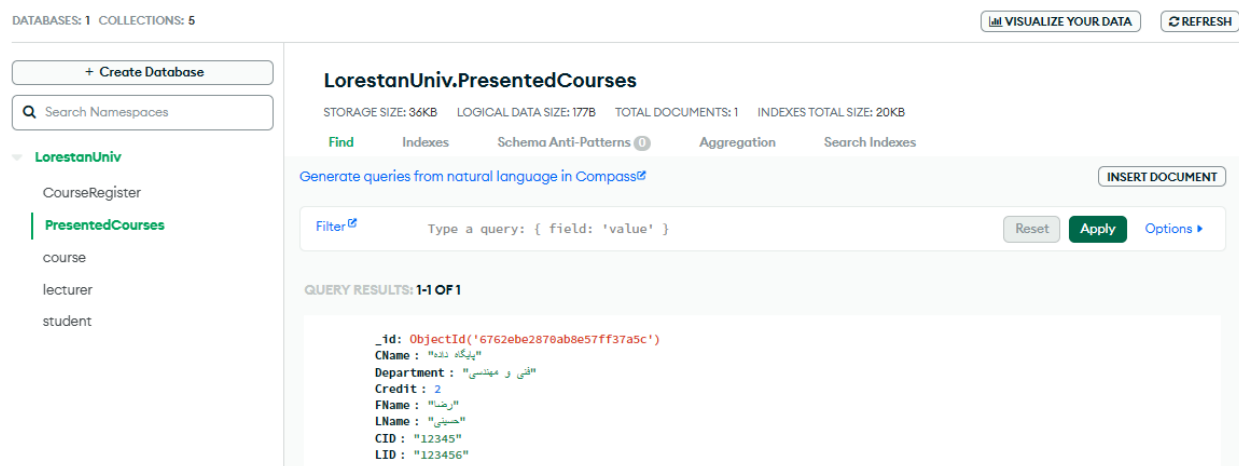 DATABASES: 1 COLLECTIONS: 5
VISUALIZE YOUR DATA
REFRESH
+ Create Database
Search Namespaces
LorestanUniv
CourseRegister
PresentedCourses
course
lecturer
student
LorestanUniv.PresentedCourses
STORAGE SIZE: 36KB LOGICAL DATA SIZE: 177B TOTAL DOCUMENTS: 1 INDEXES TOTAL SIZE: 20KB
Find Indexes Schema Anti-Patterns 0 Aggregation Search Indexes
Generate queries from natural language in Compass
INSERT DOCUMENT
Filter
Type a query: { field: 'value' }
Reset
Apply
Options
QUERY RESULTS: 1-1 OF 1
_id: ObjectId('6762ebe2870ab8e57ff37a5c')
CName : "پایگاه داده"
Department : "فنی و مهندسی"
Credit : 2
FName : "رضا"
LName : "حسینی"
CID : "12345"
LID : "123456"